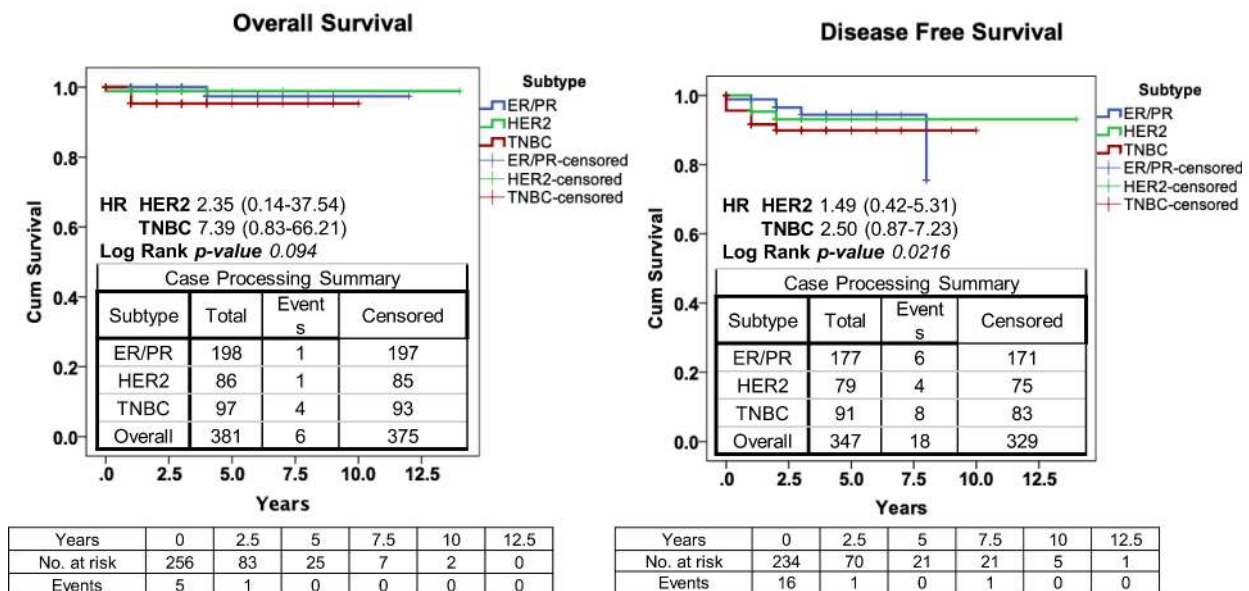 Overall Survival
Cum Survival
1.0
0.8
0.6
0.4
0.2
0.0
Subtype
ER/PR
HER2
TNBC
ER/PR-censored
HER2-censored
TNBC-censored
HR HER2 2.35 (0.14-37.54)
TNBC 7.39 (0.83-66.21)
Log Rank p-value 0.094
Case Processing Summary
Subtype Total Event s Censored
ER/PR 198 1 197
HER2 86 1 85
TNBC 97 4 93
Overall 381 6 375
.0 2.5 5.0 7.5 10.0 12.5
Years
Years 0 2.5 5 7.5 10 12.5
No. at risk 256 83 25 7 2 0
Events 5 1 0 0 0 0
Disease Free Survival
Cum Survival
1.0
0.8
0.6
0.4
0.2
0.0
Subtype
ER/PR
HER2
TNBC
ER/PR-censored
HER2-censored
TNBC-censored
HR HER2 1.49 (0.42-5.31)
TNBC 2.50 (0.87-7.23)
Log Rank p-value 0.0216
Case Processing Summary
Subtype Total Event s Censored
ER/PR 177 6 171
HER2 79 4 75
TNBC 91 8 83
Overall 347 18 329
.0 2.5 5.0 7.5 10.0 12.5
Years
Years 0 2.5 5 7.5 10 12.5
No. at risk 234 70 21 21 5 1
Events 16 1 0 1 0 0